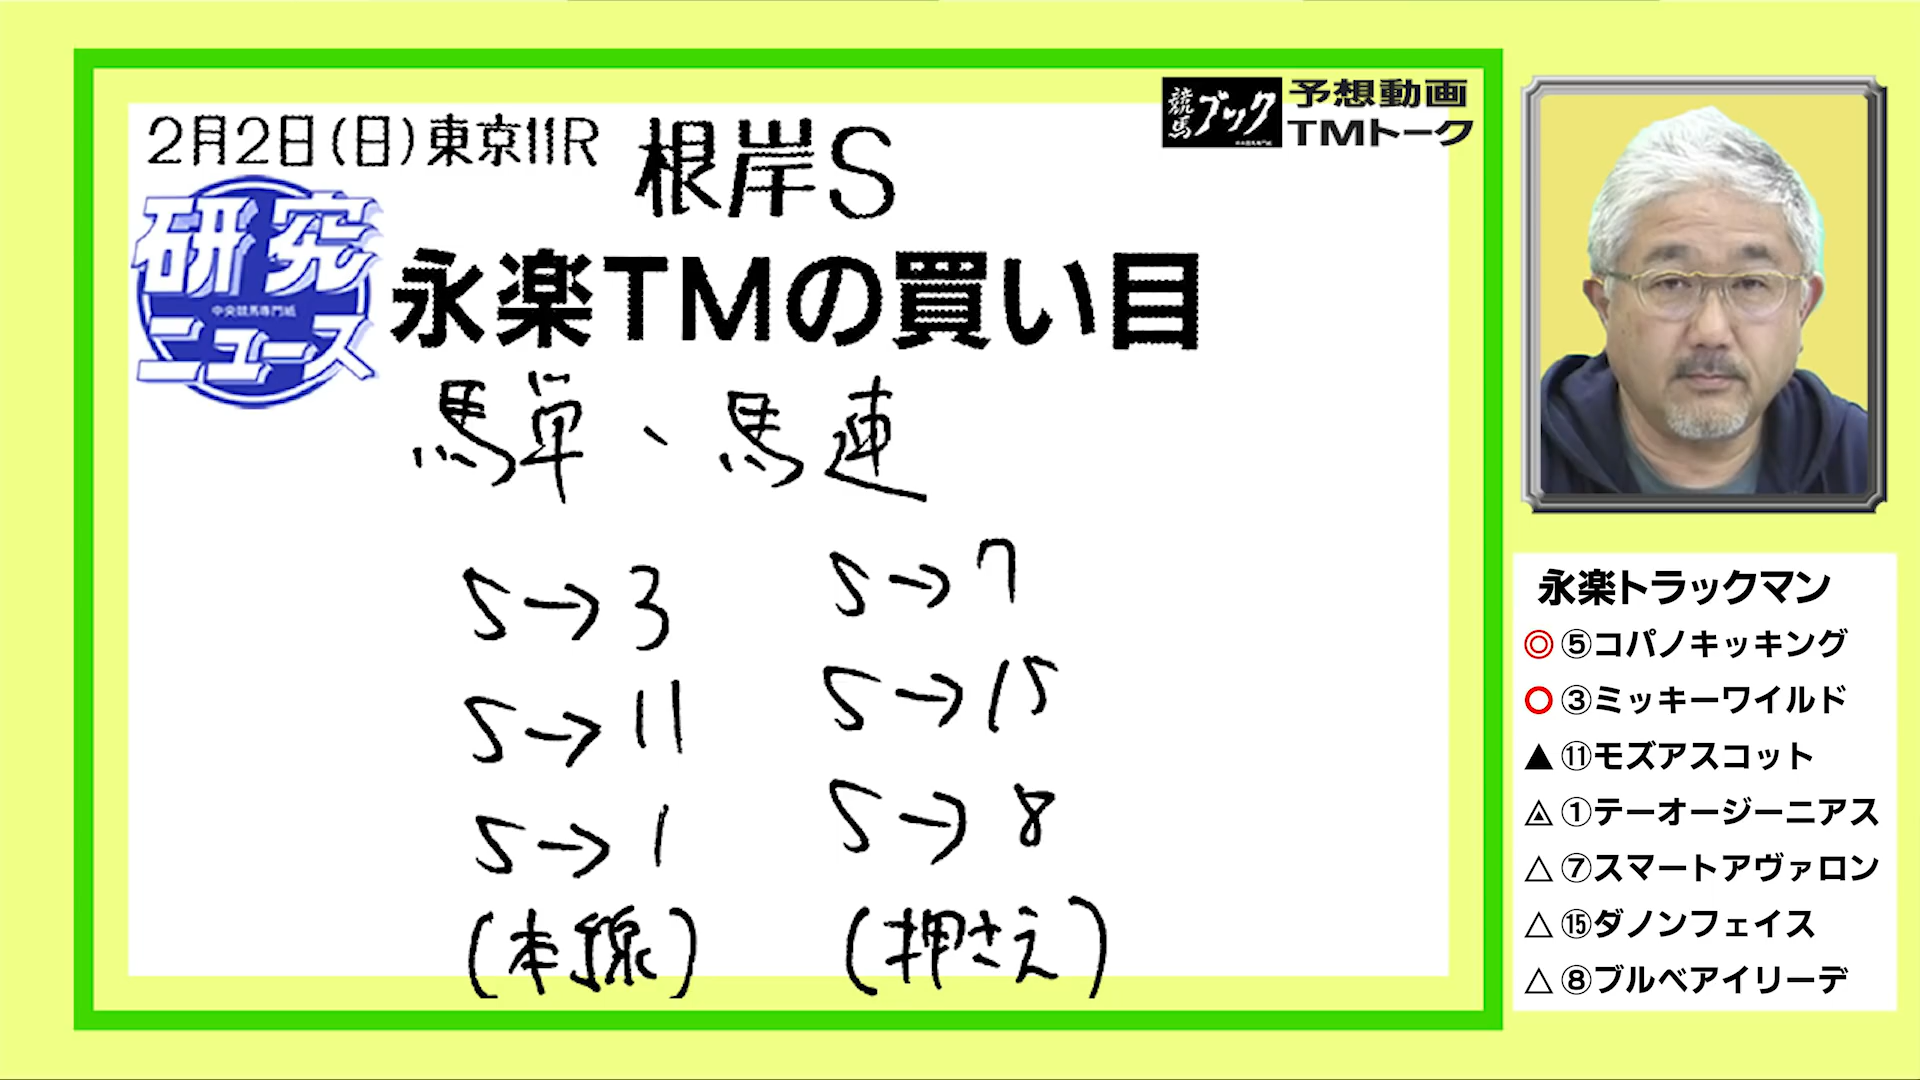 2月2日(日)東京11R 根岸S
競馬ブック 予想動画
TMトーク
研究
中央競馬専門紙
ニュース
永楽TMの買い目
馬単、馬連
5→3
5→11
5→1
(本線)
5→7
5→15
5→8
(押さえ)
永楽トラックマン
◎⑤コパノキッキング
○③ミッキーワイルド
▲⑪モズアスコット
◬①テーオージーニアス
△⑦スマートアヴァロン
△⑮ダノンフェイス
△⑧ブルベアイリーデ